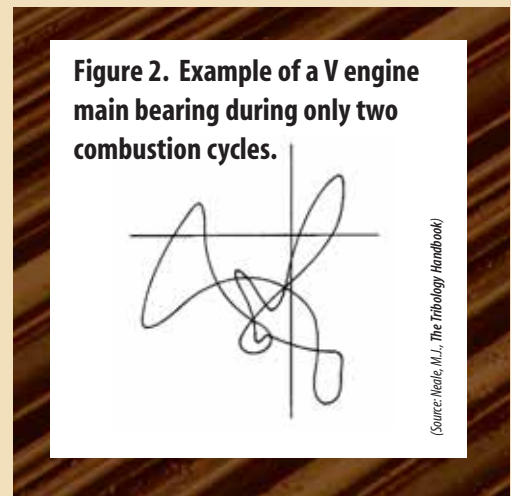 Figure 2. Example of a V engine
main bearing during only two
combustion cycles.
(Source: Neale, M.J., The Tribology Handbook)